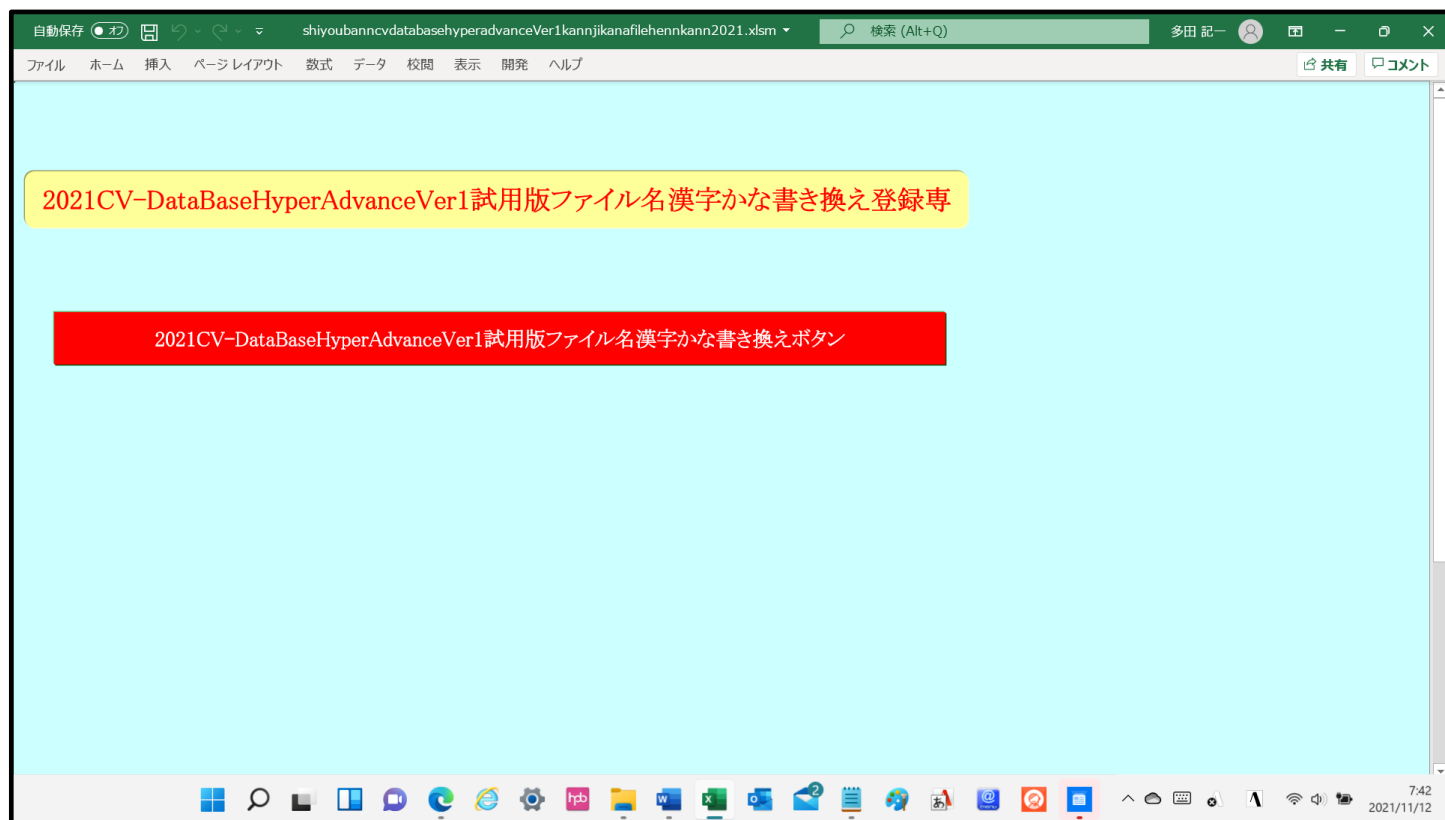 自動保存 オフ shiyoubanncvdatabasehyperadvanceVer1kannjikanafilehennkann2021.xlsm 検索 (Alt+Q) 多田 記一
ファイル ホーム 挿入 ページ レイアウト 数式 データ 校閲 表示 開発 ヘルプ 共有 コメント
2021CV-DataBaseHyperAdvanceVer1試用版ファイル名漢字かな書き換え登録専
2021CV-DataBaseHyperAdvanceVer1試用版ファイル名漢字かな書き換えボタン
hpb 2 あ 7:42
2021/11/12